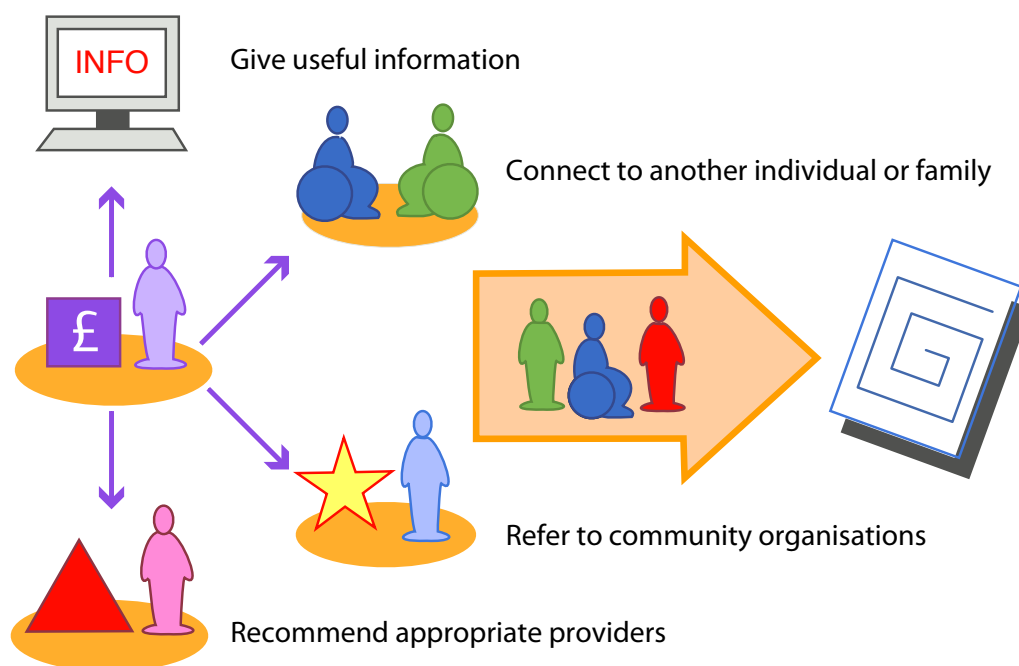 INFO
Give useful information
Connect to another individual or family
£
Refer to community organisations
Recommend appropriate providers